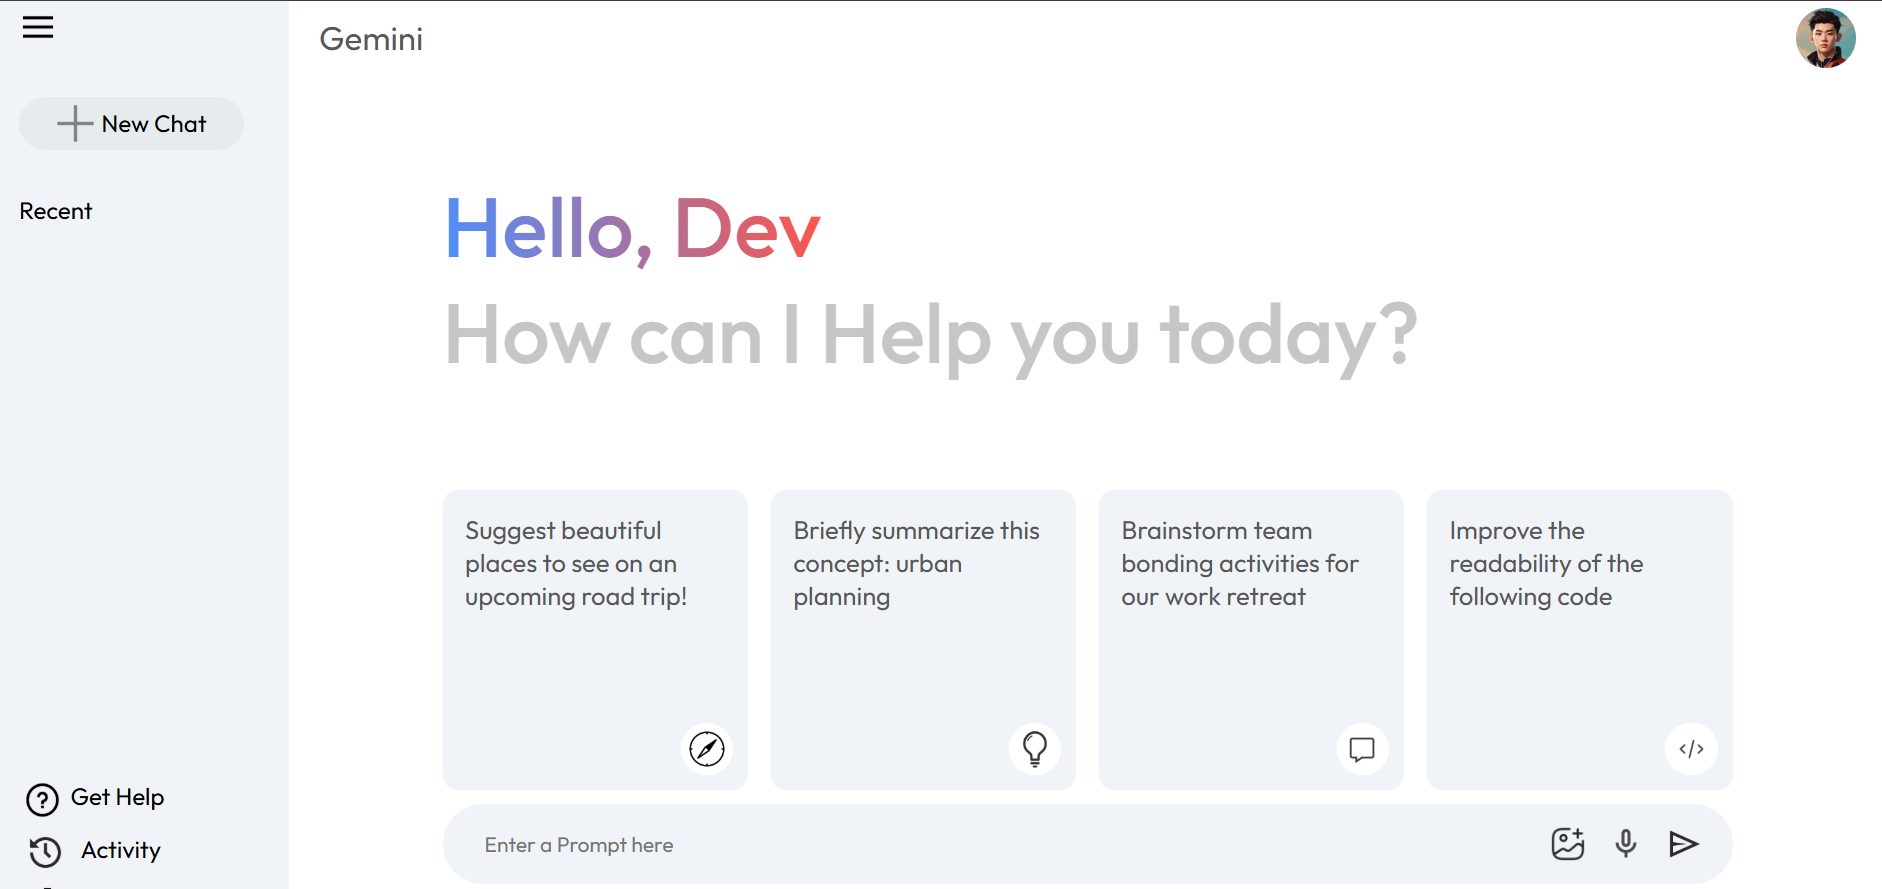 Gemini
New Chat
Recent
Hello, Dev
How can I Help you today?
Suggest beautiful
places to see on an
upcoming road trip!
Briefly summarize this
concept: urban
planning
Brainstorm team
bonding activities for
our work retreat
Improve the
readability of the
following code
</>
Get Help
Activity
Enter a Prompt here